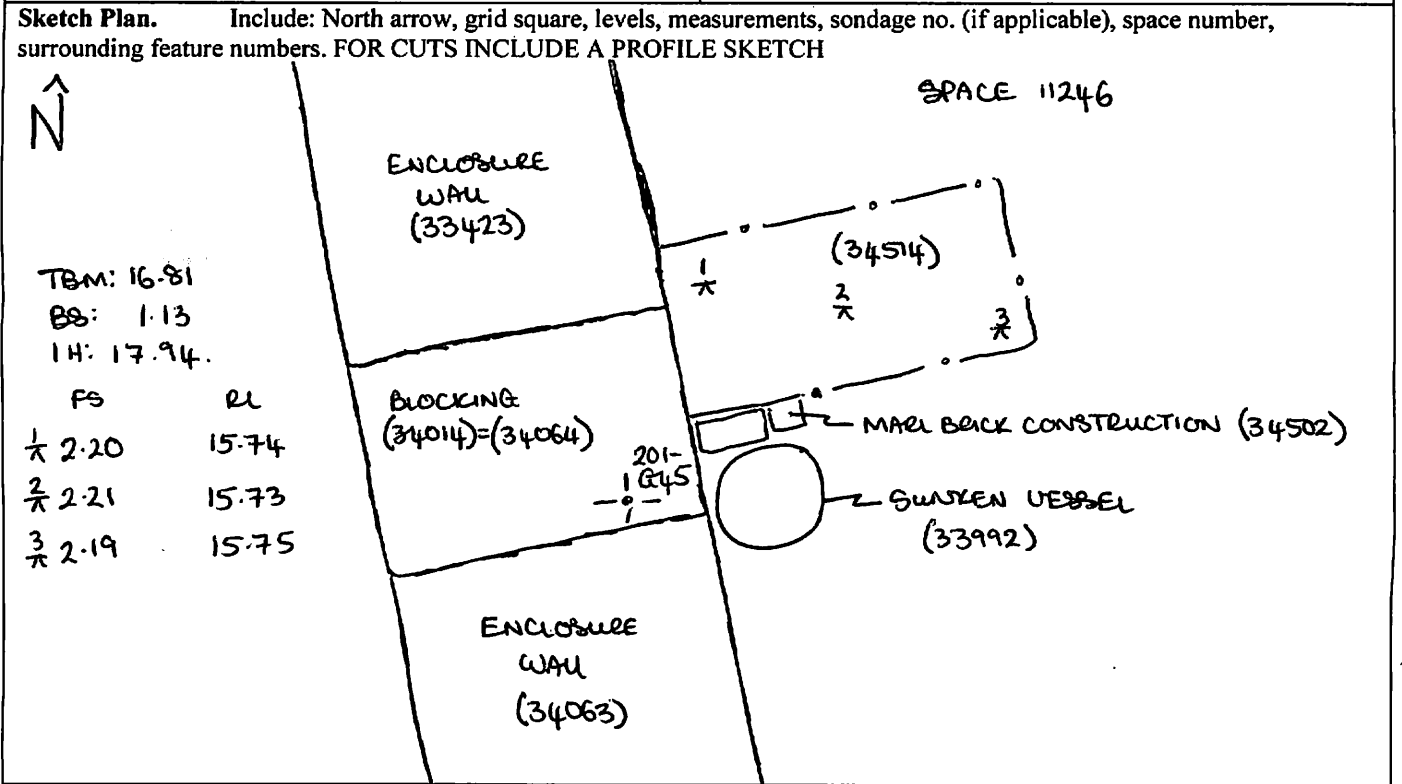 Sketch Plan. Include: North arrow, grid square, levels, measurements, sondage no. (if applicable), space number,
surrounding feature numbers. FOR CUTS INCLUDE A PROFILE SKETCH
N
SPACE 11246
ENCLOSURE
WALL
(33423)
(34514)
1
2
3
TBM: 16.81
BS: 1.13
IH: 17.94.
FS RL
1 2.20 15.74
2 2.21 15.73
3 2.19 15.75
BLOCKING
(34014)=(34064)
201-
G45
MARL BRICK CONSTRUCTION (34502)
SUNKEN VESSEL
(33992)
ENCLOSURE
WALL
(34063)